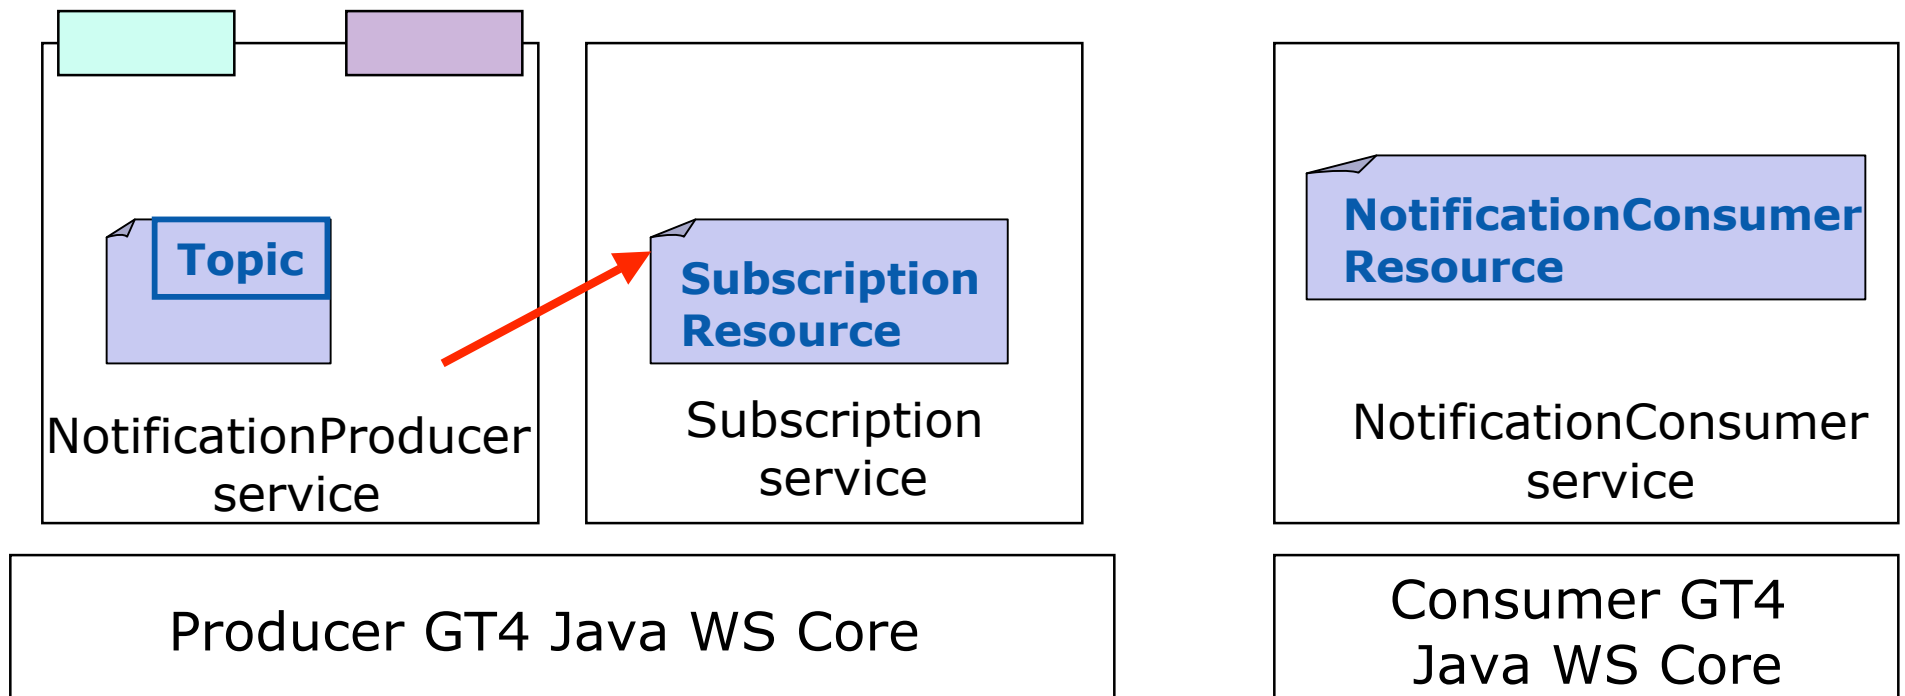 Topic
NotificationProducer
service
Subscription
Resource
Subscription
service
NotificationConsumer
Resource
NotificationConsumer
service
Producer GT4 Java WS Core
Consumer GT4
Java WS Core